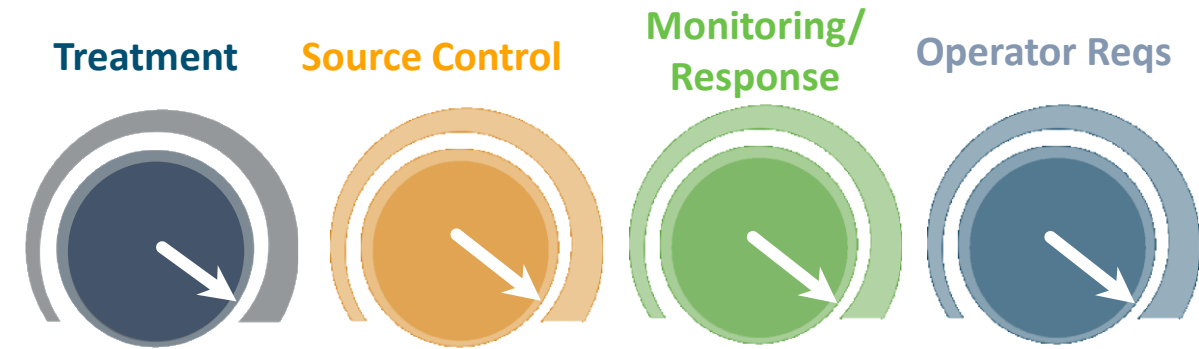 Treatment
Source Control
Monitoring/
Response
Operator Reqs